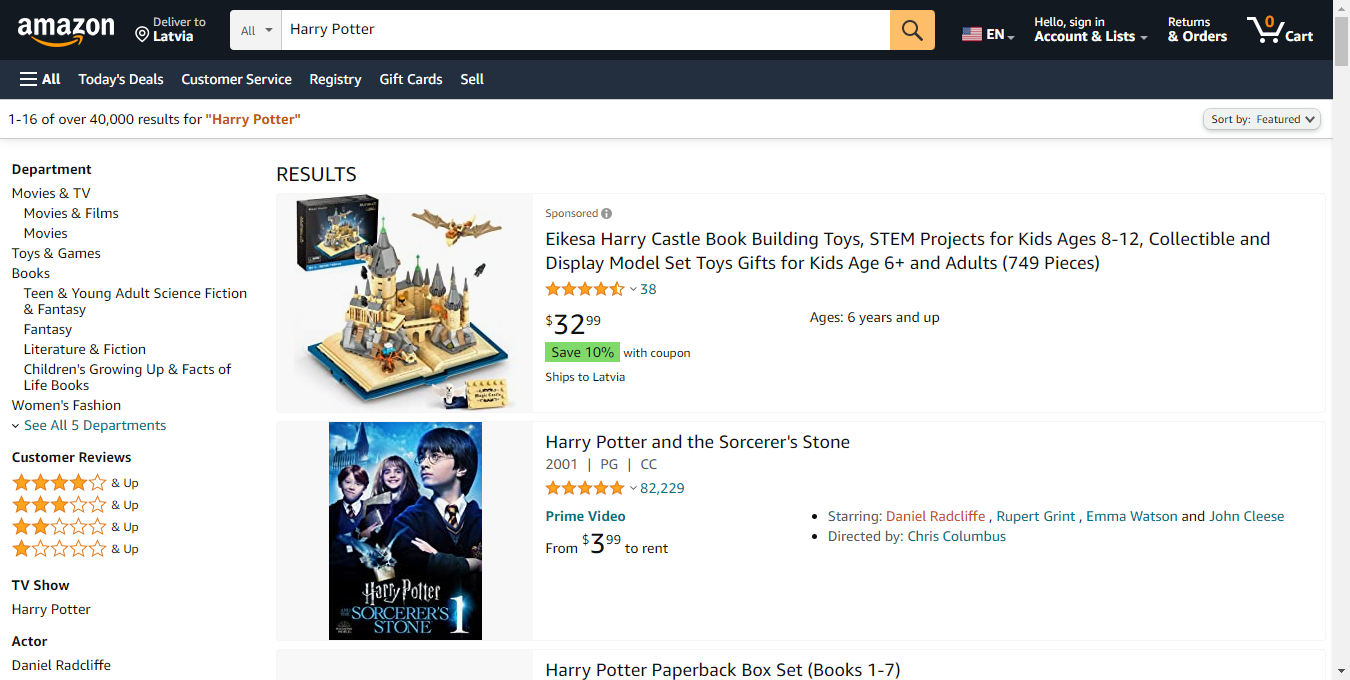 amazon
Deliver to
Latvia
All
Harry Potter
EN
Hello, sign in
Account & Lists
Returns
& Orders
0
Cart
All
Today's Deals
Customer Service
Registry
Gift Cards
Sell
1-16 of over 40,000 results for "Harry Potter"
Sort by: Featured
Department
Movies & TV
Movies & Films
Movies
Toys & Games
Books
Teen & Young Adult Science Fiction
& Fantasy
Fantasy
Literature & Fiction
Children's Growing Up & Facts of
Life Books
Women's Fashion
See All 5 Departments
Customer Reviews
& Up
& Up
& Up
& Up
TV Show
Harry Potter
Actor
Daniel Radcliffe
RESULTS
Sponsored
Eikesa Harry Castle Book Building Toys, STEM Projects for Kids Ages 8-12, Collectible and
Display Model Set Toys Gifts for Kids Age 6+ and Adults (749 Pieces)
38
$3299
Save 10% with coupon
Ships to Latvia
Ages: 6 years and up
Magic Castle
Harry Potter and the Sorcerer's Stone
2001 | PG | CC
82,229
Prime Video
From $399 to rent
Starring: Daniel Radcliffe , Rupert Grint , Emma Watson and John Cleese
Directed by: Chris Columbus
Harry Potter
AND THE
SORCERER'S
STONE
1
Harry Potter Paperback Box Set (Books 1-7)